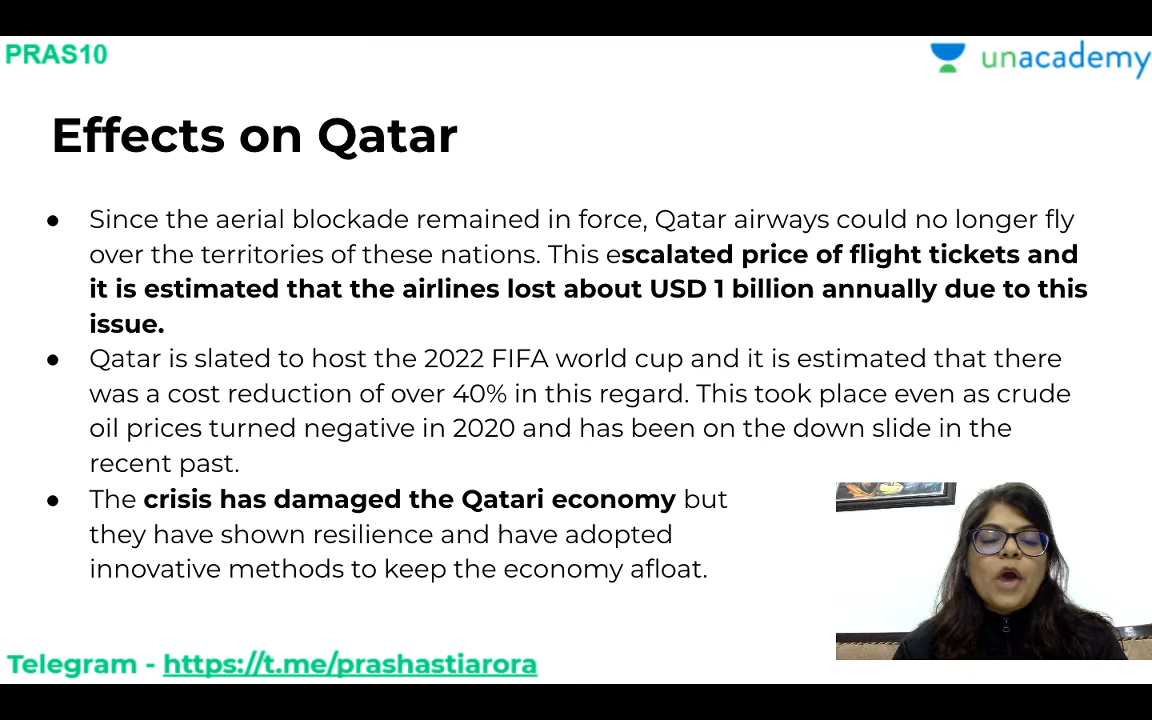 PRAS10
unacademy
Effects on Qatar
● Since the aerial blockade remained in force, Qatar airways could no longer fly
over the territories of these nations. This escalated price of flight tickets and
it is estimated that the airlines lost about USD 1 billion annually due to this
issue.
● Qatar is slated to host the 2022 FIFA world cup and it is estimated that there
was a cost reduction of over 40% in this regard. This took place even as crude
oil prices turned negative in 2020 and has been on the down slide in the
recent past.
● The crisis has damaged the Qatari economy but
they have shown resilience and have adopted
innovative methods to keep the economy afloat.
Telegram - https://t.me/prashastiarora